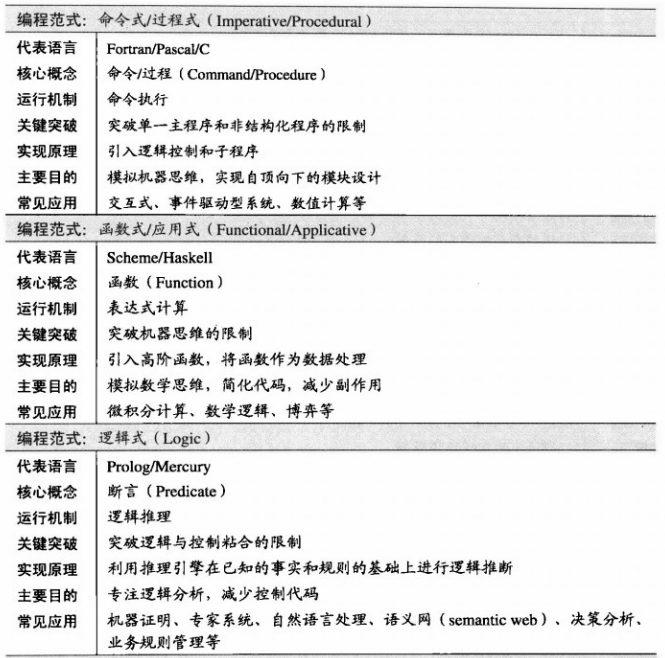 编程范式：命令式/过程式（Imperative/Procedural）
代表语言 Fortran/Pascal/C
核心概念 命令/过程（Command/Procedure）
运行机制 命令执行
关键突破 突破单一主程序和非结构化程序的限制
实现原理 引入逻辑控制和子程序
主要目的 模拟机器思维，实现自顶向下的模块设计
常见应用 交互式、事件驱动型系统、数值计算等
编程范式：函数式/应用式（Functional/Applicative）
代表语言 Scheme/Haskell
核心概念 函数（Function）
运行机制 表达式计算
关键突破 突破机器思维的限制
实现原理 引入高阶函数，将函数作为数据处理
主要目的 模拟数学思维，简化代码，减少副作用
常见应用 微积分计算、数学逻辑、博弈等
编程范式：逻辑式（Logic）
代表语言 Prolog/Mercury
核心概念 断言（Predicate）
运行机制 逻辑推理
关键突破 突破逻辑与控制粘合的限制
实现原理 利用推理引擎在已知的事实和规则的基础上进行逻辑推断
主要目的 专注逻辑分析，减少控制代码
常见应用 机器证明、专家系统、自然语言处理、语义网（semantic web）、决策分析、
业务规则管理等